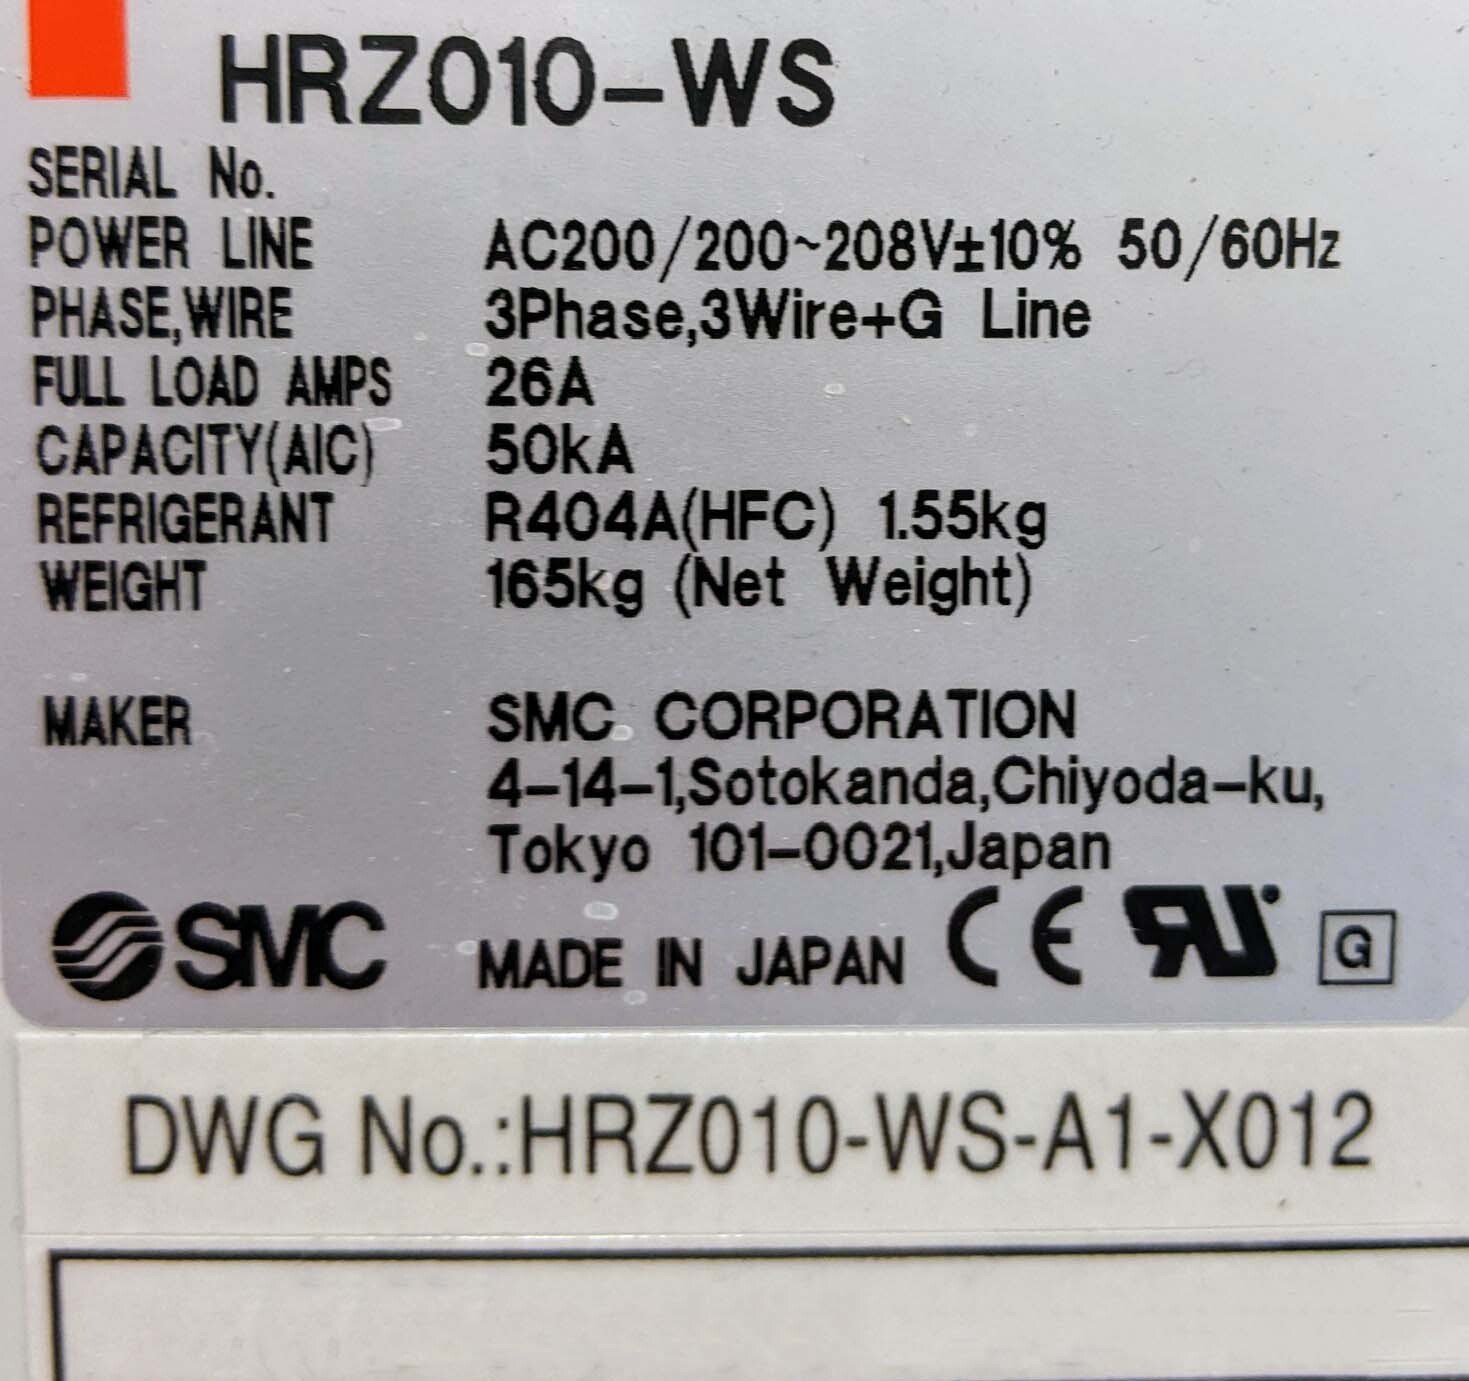 HRZ010-WS
SERIAL No.
POWER LINE AC200/200~208V±10% 50/60Hz
PHASE,WIRE 3Phase,3Wire+G Line
FULL LOAD AMPS 26A
CAPACITY(AIC) 50kA
REFRIGERANT R404A(HFC) 1.55kg
WEIGHT 165kg (Net Weight)
MAKER SMC CORPORATION
4-14-1,Sotokanda,Chiyoda-ku,
Tokyo 101-0021,Japan
SMC MADE IN JAPAN CE RU G
DWG No.:HRZ010-WS-A1-X012